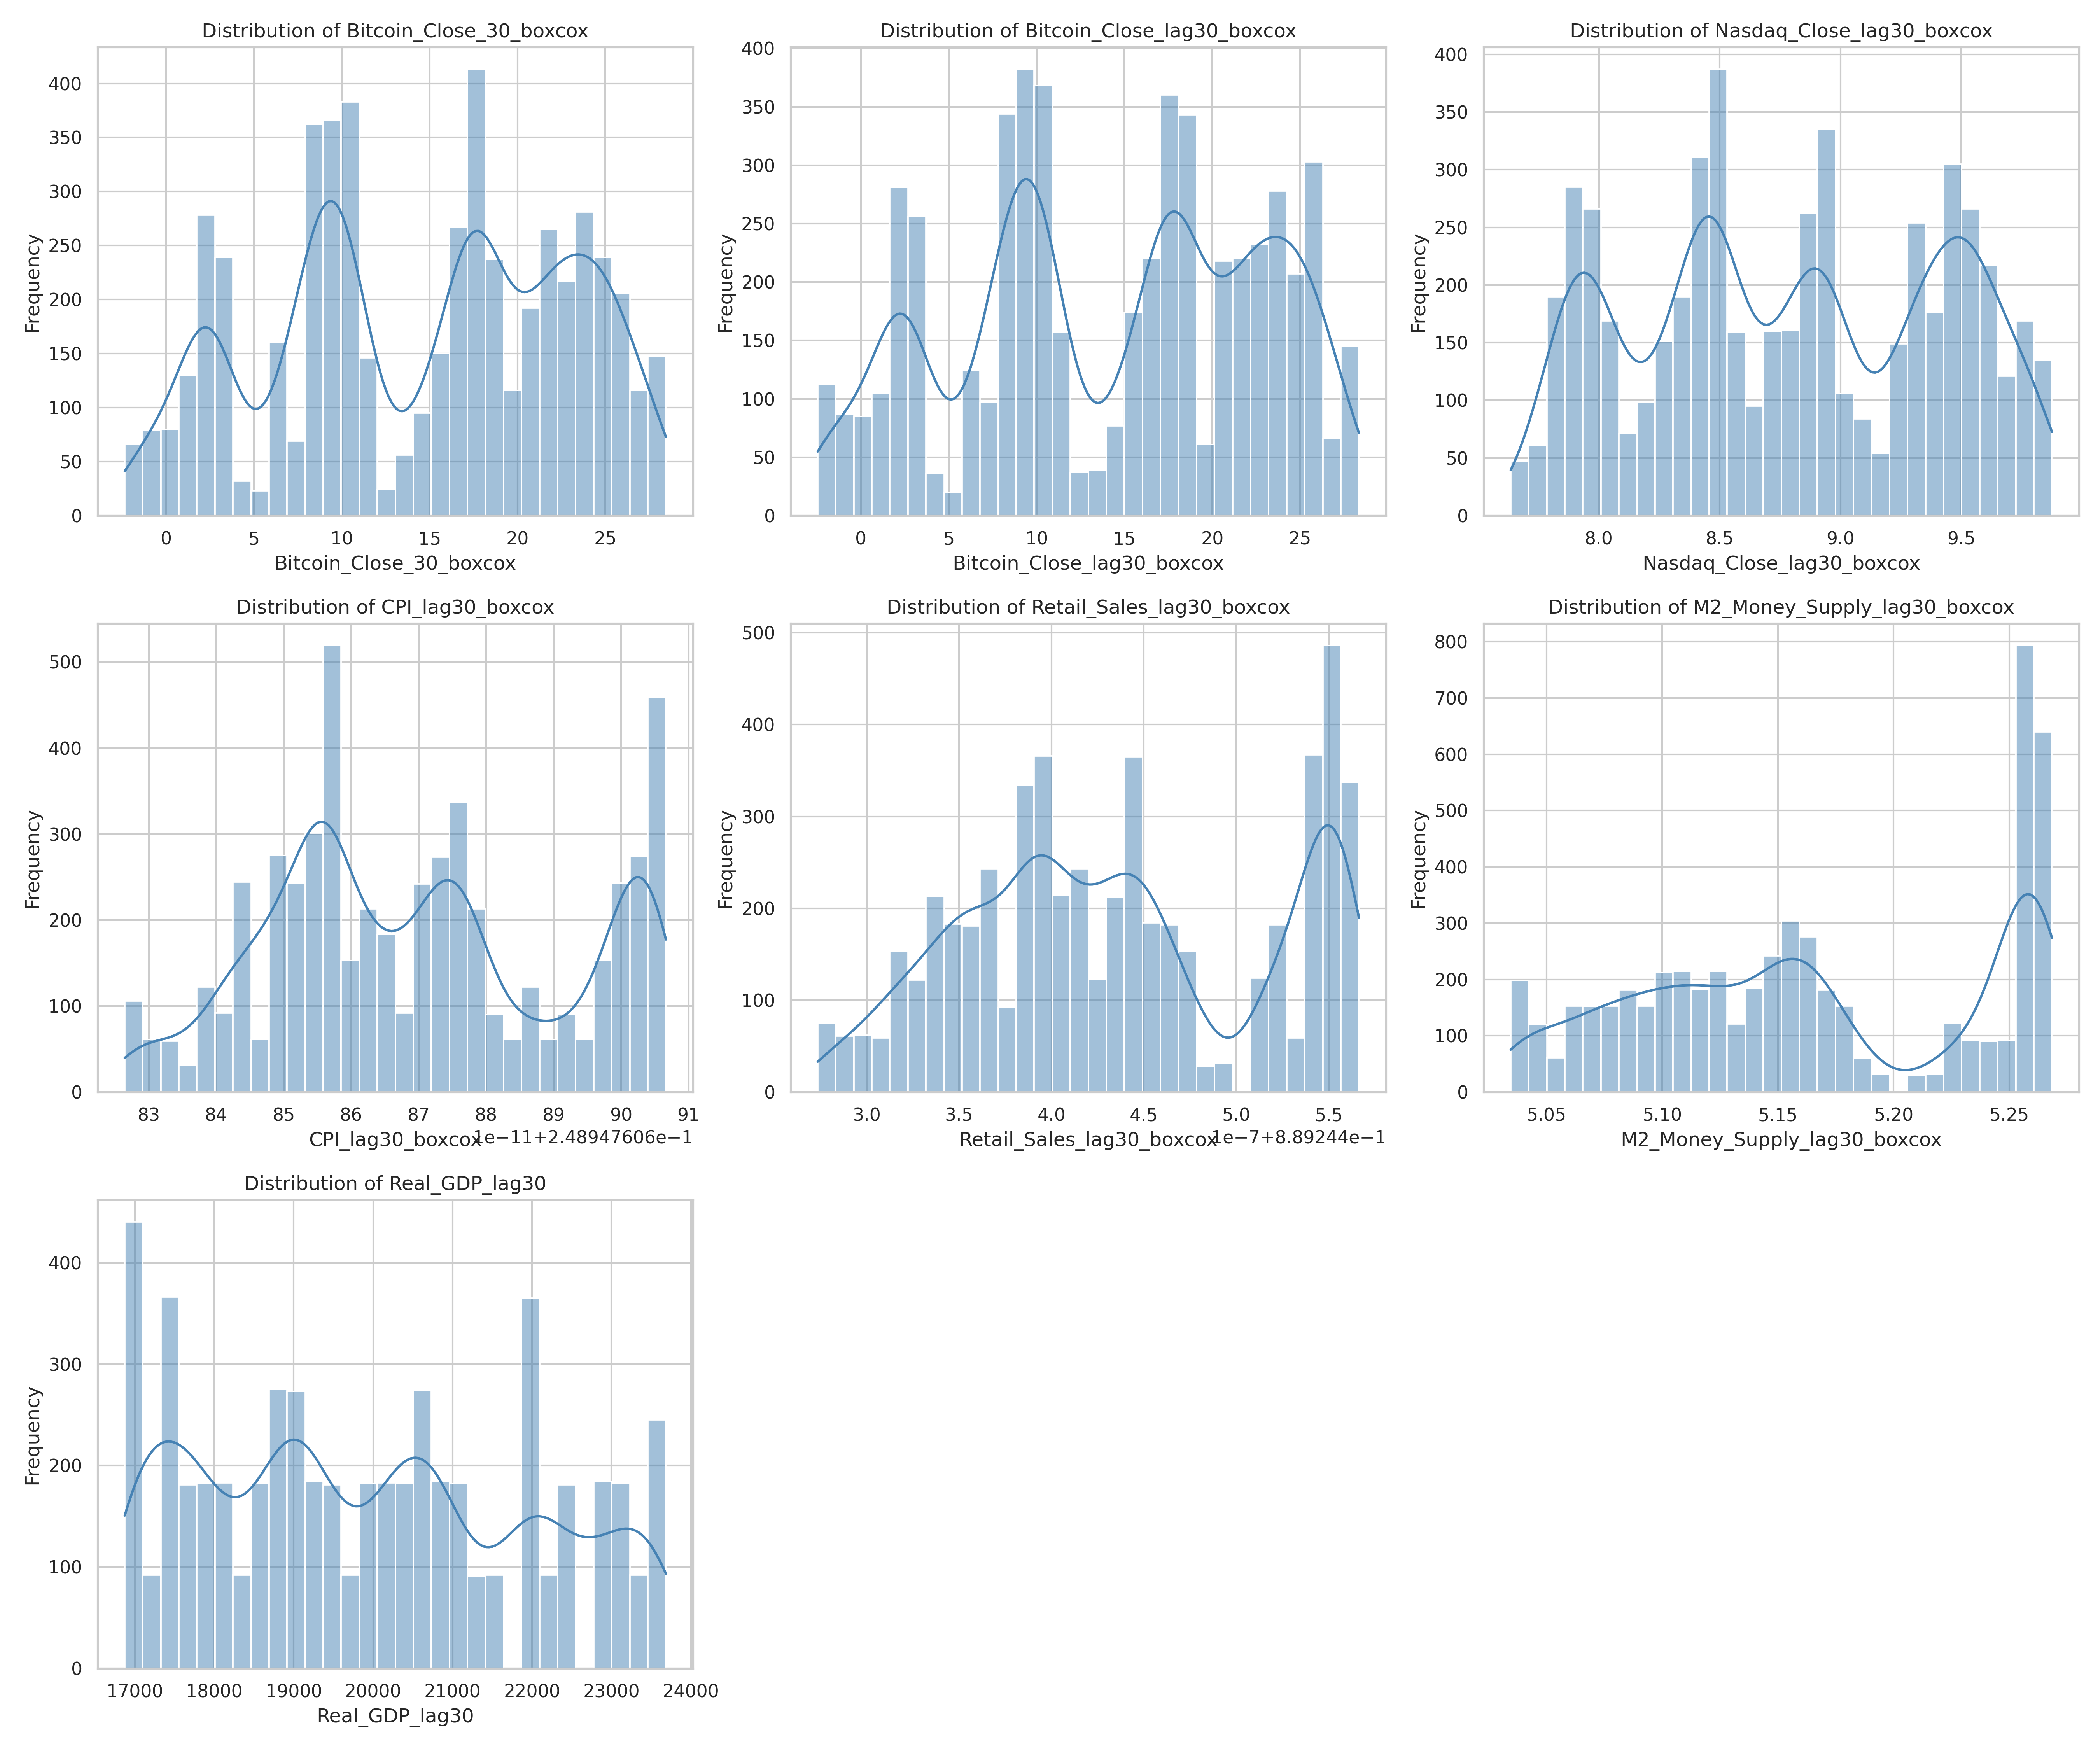 Distribution of Bitcoin_Close_30_boxcox
Frequency
400
350
300
250
200
150
100
50
0
0 5 10 15 20 25
Bitcoin_Close_30_boxcox
Distribution of Bitcoin_Close_lag30_boxcox
Frequency
400
350
300
250
200
150
100
50
0
0 5 10 15 20 25
Bitcoin_Close_lag30_boxcox
Distribution of Nasdaq_Close_lag30_boxcox
Frequency
400
350
300
250
200
150
100
50
0
8.0 8.5 9.0 9.5
Nasdaq_Close_lag30_boxcox
Distribution of CPI_lag30_boxcox
Frequency
500
400
300
200
100
0
83 84 85 86 87 88 89 90 91
CPI_lag30_boxcox 1e−11+2.48947606e−1
Distribution of Retail_Sales_lag30_boxcox
Frequency
500
400
300
200
100
0
3.0 3.5 4.0 4.5 5.0 5.5
Retail_Sales_lag30_boxcox 1e−7+8.89244e−1
Distribution of M2_Money_Supply_lag30_boxcox
Frequency
800
700
600
500
400
300
200
100
0
5.05 5.10 5.15 5.20 5.25
M2_Money_Supply_lag30_boxcox
Distribution of Real_GDP_lag30
Frequency
400
300
200
100
0
17000 18000 19000 20000 21000 22000 23000 24000
Real_GDP_lag30